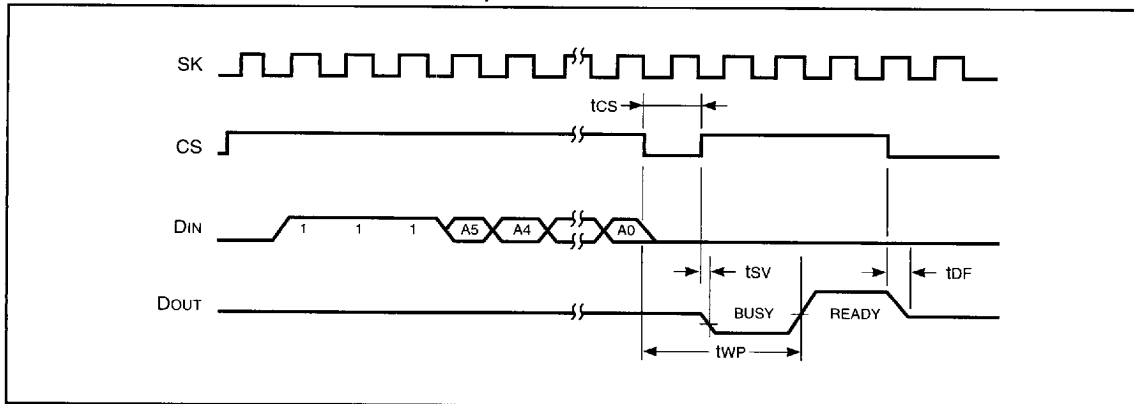 SK
tCS
CS
DIN
1 1 1 A5 A4 A0
tSV
tDF
DOUT
BUSY
READY
tWP